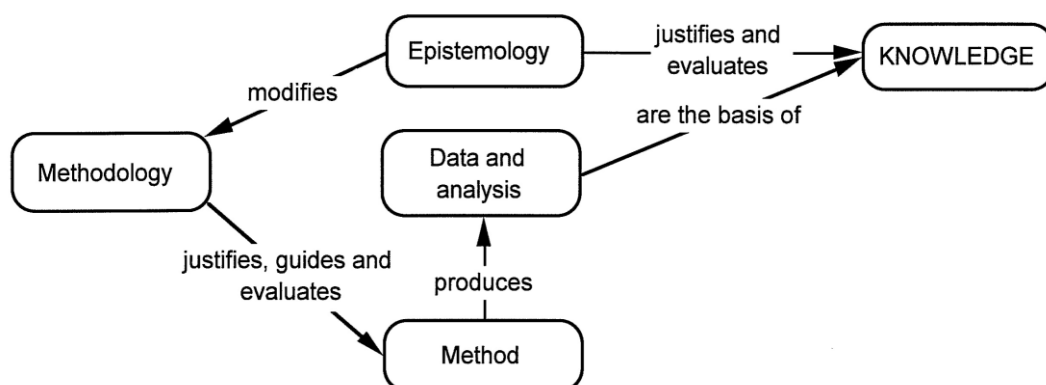 Epistemology
justifies and
evaluates
KNOWLEDGE
modifies
are the basis of
Methodology
Data and
analysis
justifies, guides and
evaluates
produces
Method